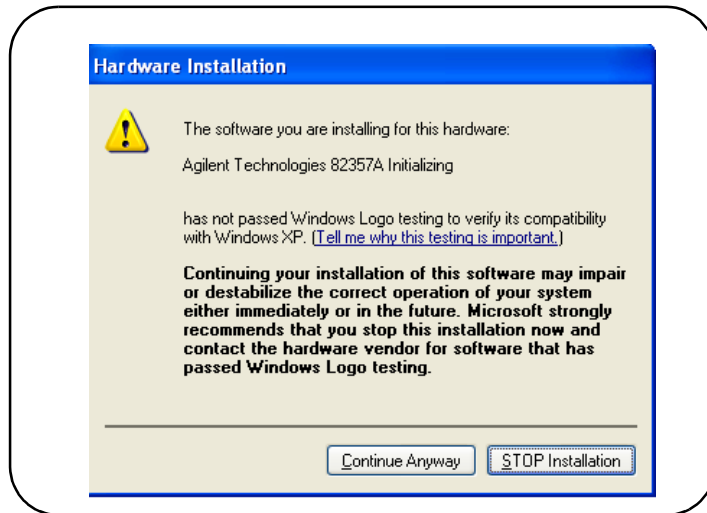 Hardware Installation
The software you are installing for this hardware:
Agilent Technologies 82357A Initializing
has not passed Windows Logo testing to verify its compatibility
with Windows XP. (Tell me why this testing is important.)
Continuing your installation of this software may impair
or destabilize the correct operation of your system
either immediately or in the future. Microsoft strongly
recommends that you stop this installation now and
contact the hardware vendor for software that has
passed Windows Logo testing.
Continue Anyway
STOP Installation